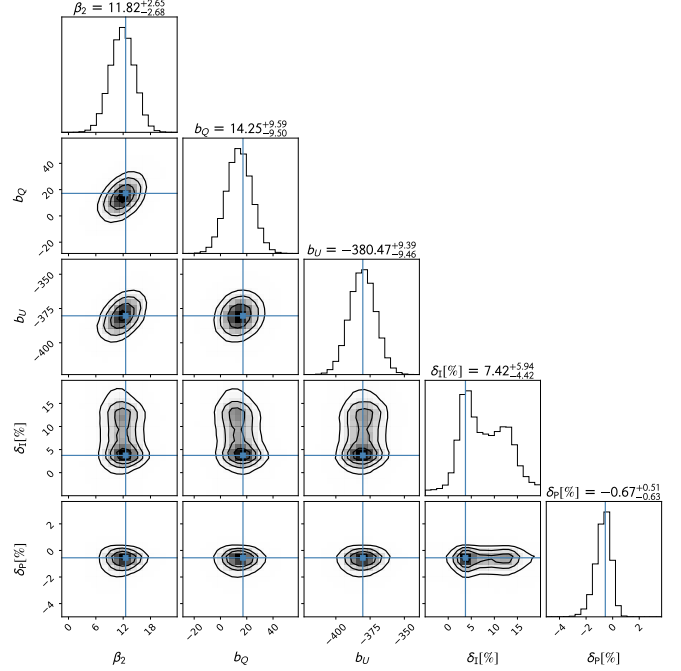 β₂ = 11.82^{+2.65}_{−2.68}
b_Q = 14.25^{+9.59}_{−9.50}
40
20
0
−20
b_Q
b_U = −380.47^{+9.39}_{−9.46}
−350
−375
−400
b_U
δ_I[%] = 7.42^{+5.94}_{−4.42}
15
10
5
0
δ_I[%]
δ_P[%] = −0.67^{+0.51}_{−0.63}
2
0
−2
−4
δ_P[%]
0 6 12 18
−20 0 20 40
−400 −375 −350
0 5 10 15
−4 −2 0 2
β₂ b_Q b_U δ_I[%] δ_P[%]